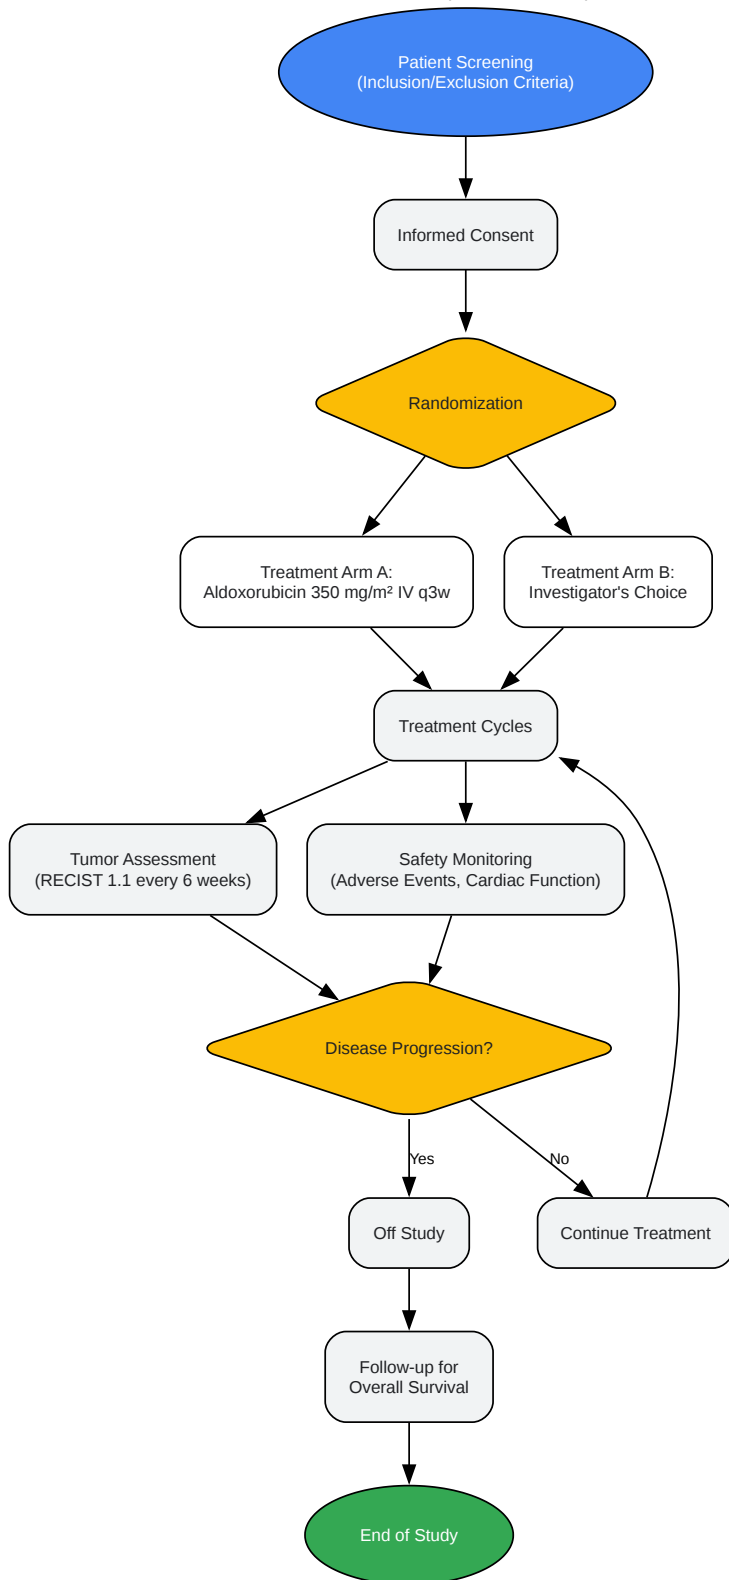 Patient Screening
(Inclusion/Exclusion Criteria)
Informed Consent
Randomization
Treatment Arm A:
Aldoxorubicin 350 mg/m² IV q3w
Treatment Arm B:
Investigator's Choice
Treatment Cycles
Tumor Assessment
(RECIST 1.1 every 6 weeks)
Safety Monitoring
(Adverse Events, Cardiac Function)
Disease Progression?
Yes
No
Off Study
Continue Treatment
Follow-up for
Overall Survival
End of Study